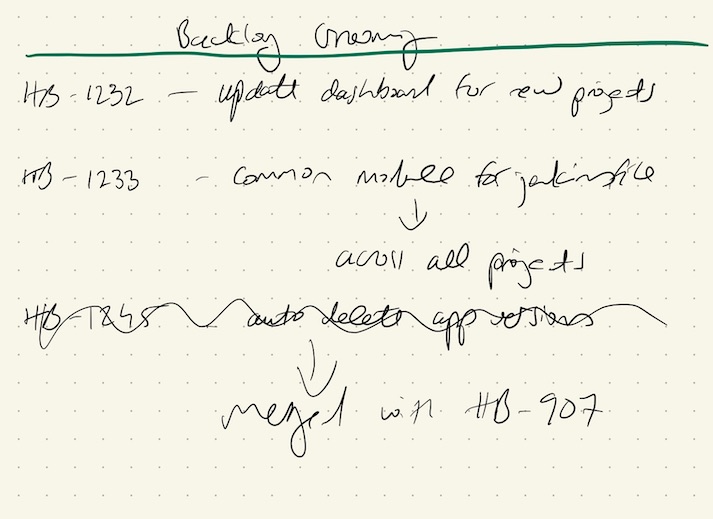 Backlog Grooming
HB-1232 - update dashboard for new projects
HB-1233 - common module for jenkinsfile
↓
across all projects
HB-1245 - auto delete app versions
↓
merged with HB-907